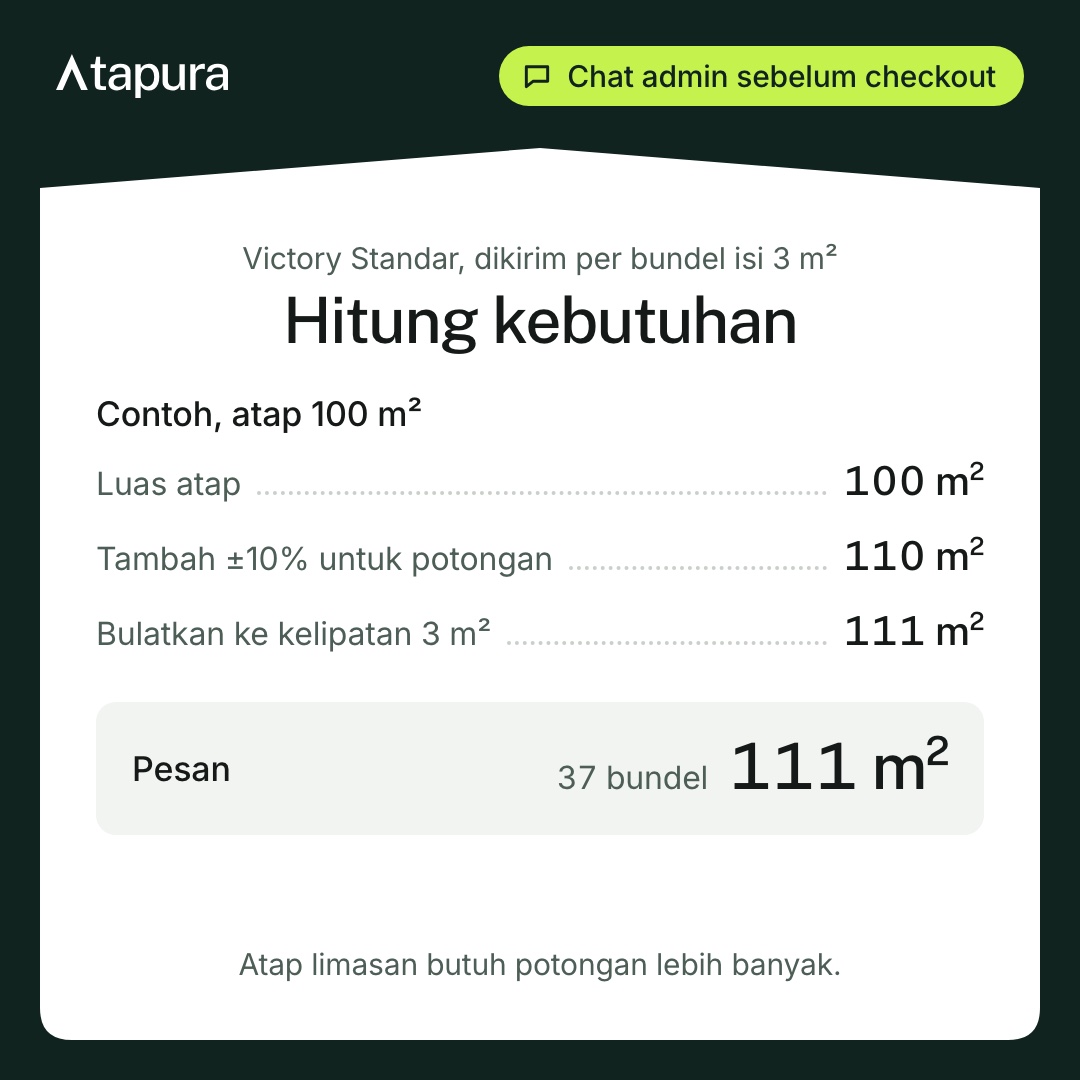 Atapura
Chat admin sebelum checkout
Victory Standar, dikirim per bundel isi 3 m²
Hitung kebutuhan
Contoh, atap 100 m²
Luas atap 100 m²
Tambah ±10% untuk potongan 110 m²
Bulatkan ke kelipatan 3 m² 111 m²
Pesan 37 bundel 111 m²
Atap limasan butuh potongan lebih banyak.